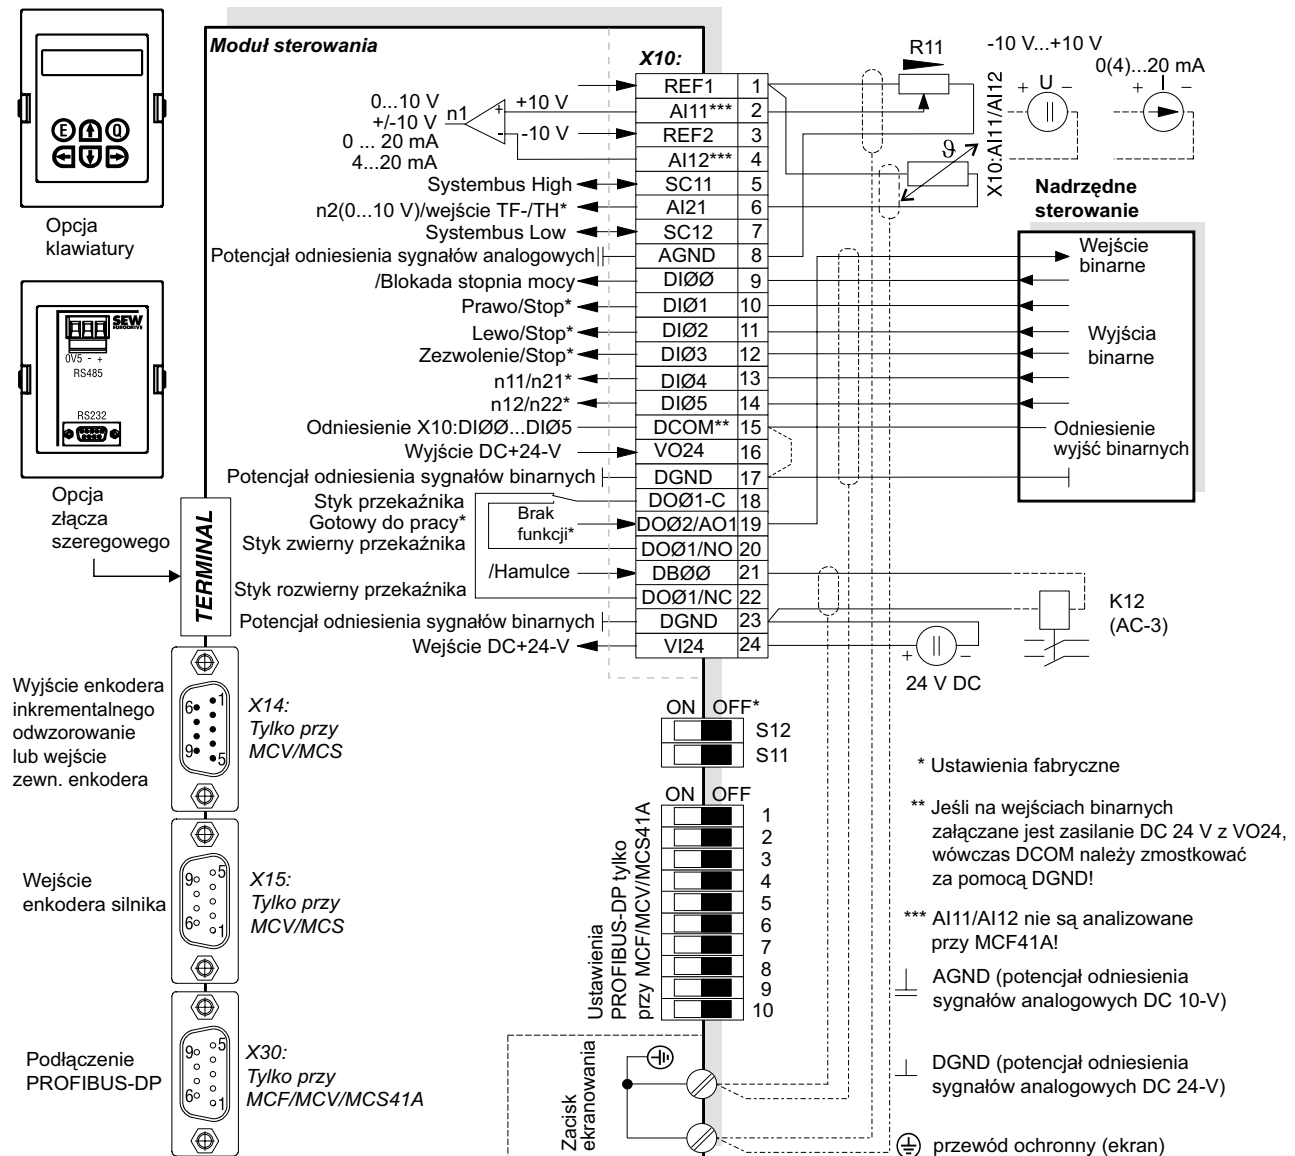 Moduł sterowania
X10:
REF1 1
AI11*** 2
REF2 3
AI12*** 4
SC11 5
AI21 6
SC12 7
AGND 8
DIØØ 9
DIØ1 10
DIØ2 11
DIØ3 12
DIØ4 13
DIØ5 14
DCOM** 15
VO24 16
DGND 17
DOØ1-C 18
DOØ2/AO1 19
DOØ1/NO 20
DBØØ 21
DOØ1/NC 22
DGND 23
VI24 24
0...10 V
+/-10 V
0 ... 20 mA
4...20 mA
n1
+
-
+10 V
-10 V
Systembus High
n2(0...10 V)/wejście TF-/TH*
Systembus Low
Potencjał odniesienia sygnałów analogowych
/Blokada stopnia mocy
Prawo/Stop*
Lewo/Stop*
Zezwolenie/Stop*
n11/n21*
n12/n22*
Odniesienie X10:DIØØ...DIØ5
Wyjście DC+24-V
Potencjał odniesienia sygnałów binarnych
Styk przekaźnika
Gotowy do pracy*
Styk zwierny przekaźnika
Brak
funkcji*
/Hamulce
Styk rozwierny przekaźnika
Potencjał odniesienia sygnałów binarnych
Wejście DC+24-V
E
Q
Opcja
klawiatury
SEW
EURODRIVE
0V5 - +
RS485
RS232
Opcja
złącza
szeregowego
TERMINAL
R11
-10 V...+10 V
+ U -
0(4)...20 mA
+ -
X10:AI11/AI12
ϑ
Nadrzędne
sterowanie
Wejście
binarne
Wyjścia
binarne
Odniesienie
wyjść binarnych
K12
(AC-3)
+ -
24 V DC
Wyjście enkodera
inkrementalnego
odwzorowanie
lub wejście
zewn. enkodera
6 1
9 5
X14:
Tylko przy
MCV/MCS
Wejście
enkodera silnika
9 5
6 1
X15:
Tylko przy
MCV/MCS
Podłączenie
PROFIBUS-DP
9 5
6 1
X30:
Tylko przy
MCF/MCV/MCS41A
ON OFF*
S12
S11
ON OFF
1
2
3
4
5
6
7
8
9
10
Ustawienia
PROFIBUS-DP tylko
przy MCF/MCV/MCS41A
Zacisk
ekranowania
* Ustawienia fabryczne
** Jeśli na wejściach binarnych
załączane jest zasilanie DC 24 V z VO24,
wówczas DCOM należy zmostkować
za pomocą DGND!
*** AI11/AI12 nie są analizowane
przy MCF41A!
AGND (potencjał odniesienia
sygnałów analogowych DC 10-V)
DGND (potencjał odniesienia
sygnałów analogowych DC 24-V)
przewód ochronny (ekran)